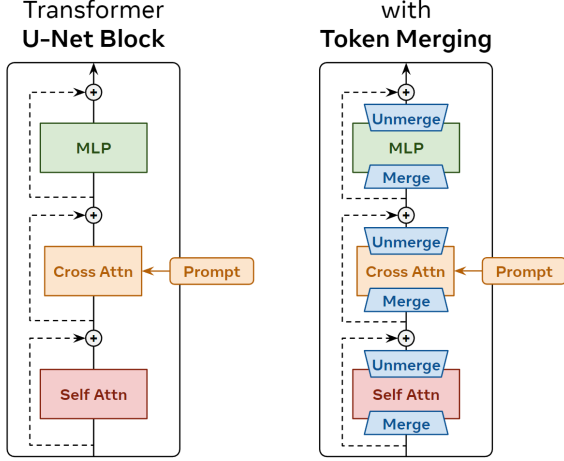 Transformer
U-Net Block
MLP
Cross Attn
Prompt
Self Attn
with
Token Merging
Unmerge
MLP
Merge
Unmerge
Cross Attn
Prompt
Merge
Unmerge
Self Attn
Merge